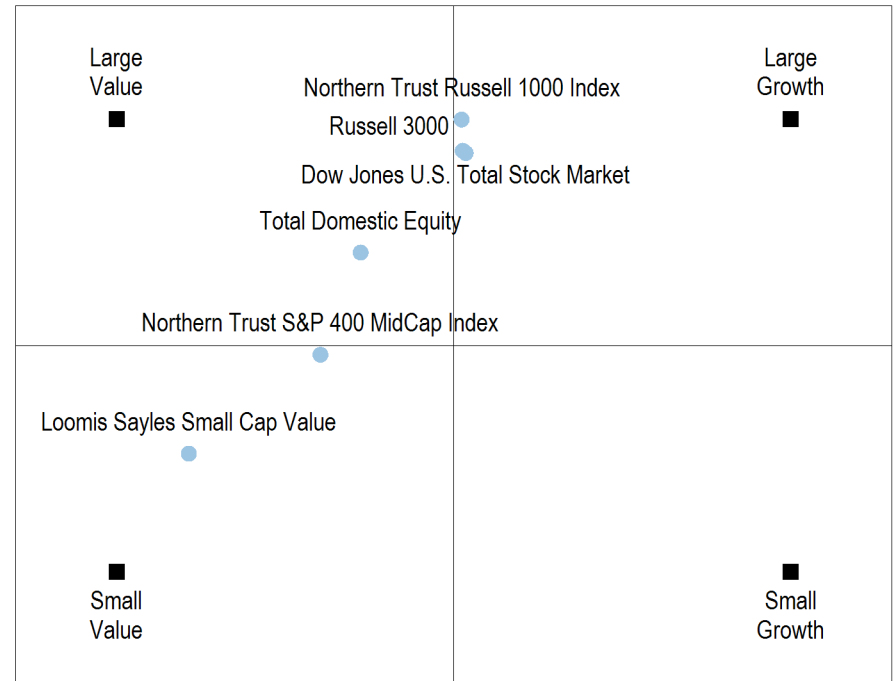 Large
Value
Large
Growth
Northern Trust Russell 1000 Index
Russell 3000
Dow Jones U.S. Total Stock Market
Total Domestic Equity
Northern Trust S&P 400 MidCap Index
Loomis Sayles Small Cap Value
Small
Value
Small
Growth